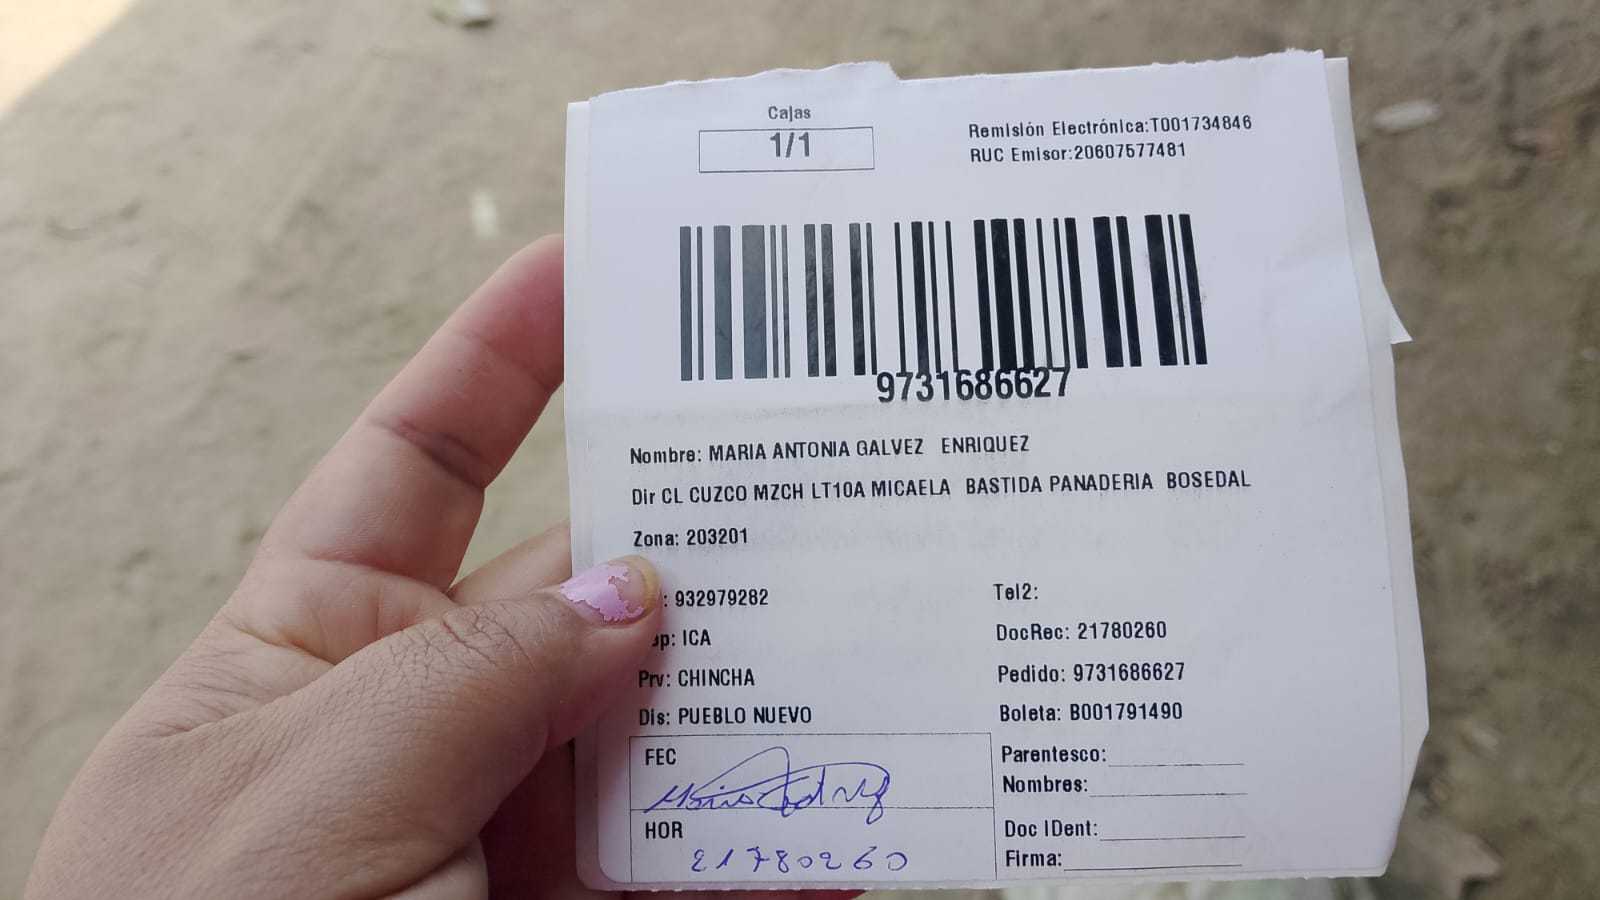 Cajas
1/1
Remisión Electrónica:T001734846
RUC Emisor:20607577481
9731686627
Nombre: MARIA ANTONIA GALVEZ ENRIQUEZ
Dir CL CUZCO MZCH LT10A MICAELA BASTIDA PANADERIA BOSEDAL
Zona: 203201
: 932979282
Tel2:
p: ICA
DocRec: 21780260
Prv: CHINCHA
Pedido: 9731686627
Dis: PUEBLO NUEVO
Boleta: B001791490
FEC
HOR
21780260
Parentesco:
Nombres:
Doc IDent:
Firma: